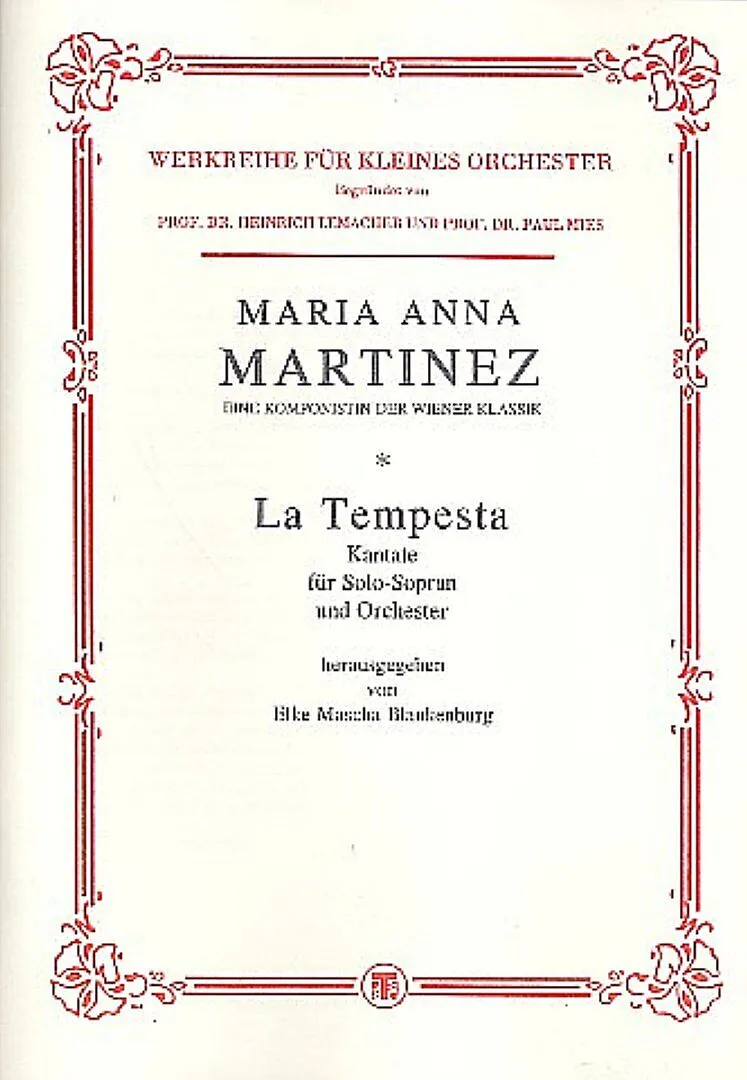 WERKREIHE FÜR KLEINES ORCHESTER
Begründet von
PROF. DR. HEINRICH LEMACHER UND PROF. DR. PAUL MIES
MARIA ANNA
MARTINEZ
EINE KOMPONISTIN DER WIENER KLASSIK
*
La Tempesta
Kantate
für Solo-Sopran
und Orchester
herausgegeben
von
Elke Mascha Blankenburg